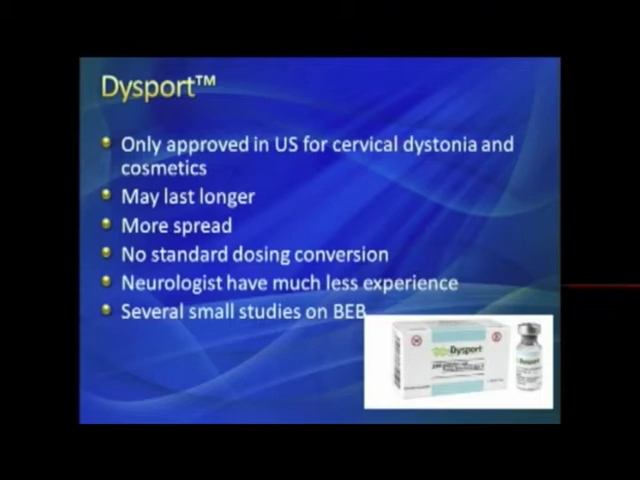 Dysport™
Only approved in US for cervical dystonia and
cosmetics
May last longer
More spread
No standard dosing conversion
Neurologist have much less experience
Several small studies on BEB
Dysport
Dysport